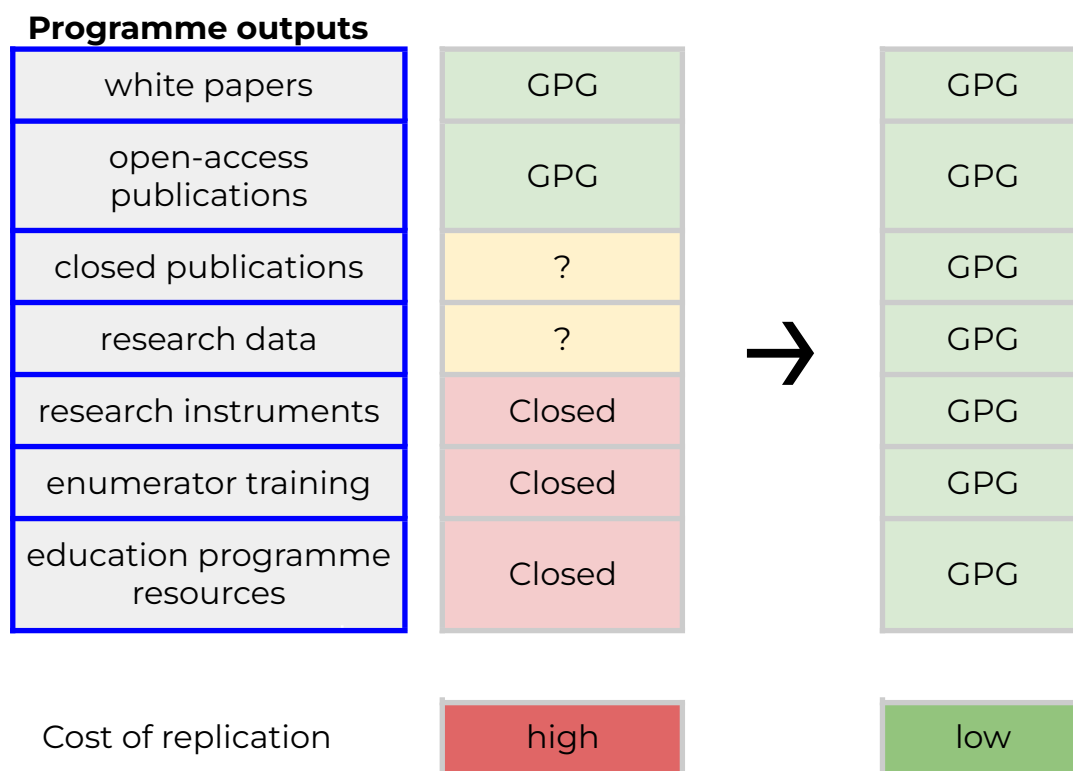 Programme outputs
white papers GPG GPG
open-access
publications GPG GPG
closed publications ? GPG
research data ? → GPG
research instruments Closed GPG
enumerator training Closed GPG
education programme
resources Closed GPG
Cost of replication high low